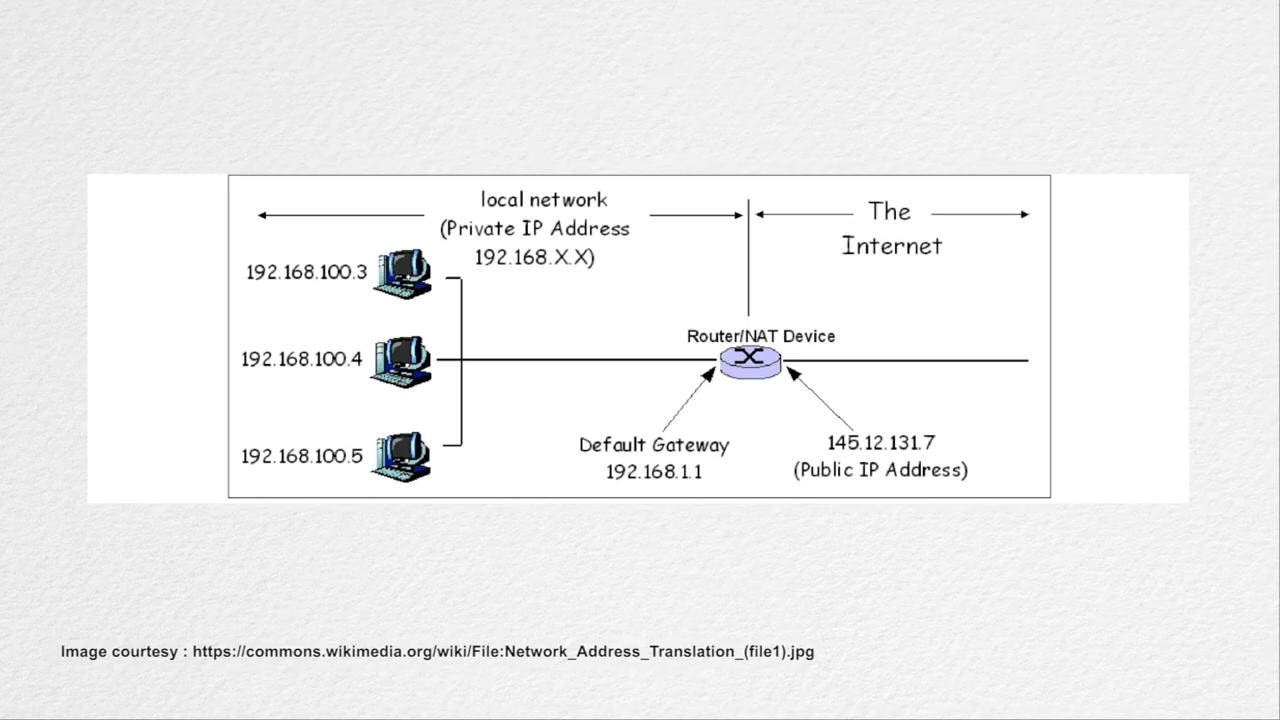 local network
(Private IP Address
192.168.X.X)
The
Internet
192.168.100.3
192.168.100.4
192.168.100.5
Router/NAT Device
Default Gateway
192.168.1.1
145.12.131.7
(Public IP Address)
Image courtesy : https://commons.wikimedia.org/wiki/File:Network_Address_Translation_(file1).jpg